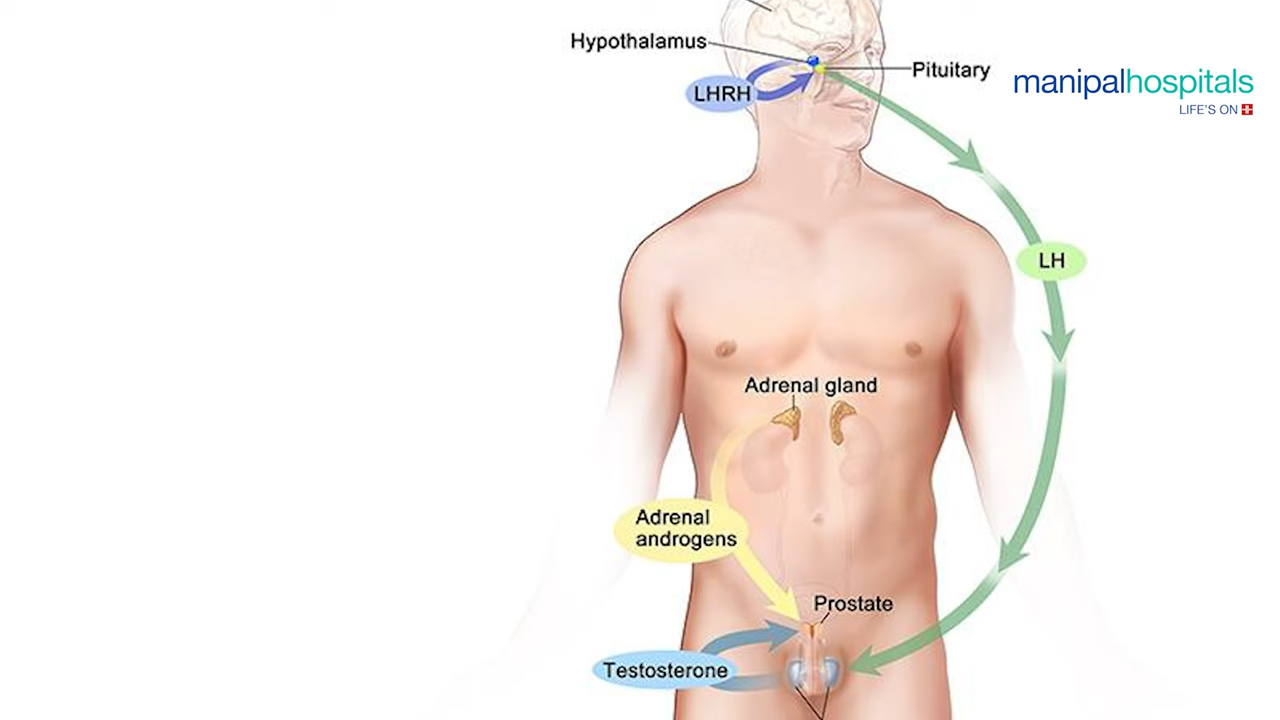 Hypothalamus
Pituitary
manipalhospitals
LIFE'S ON
LHRH
LH
Adrenal gland
Adrenal
androgens
Prostate
Testosterone